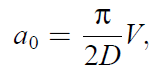 a₀ = π/2D V,